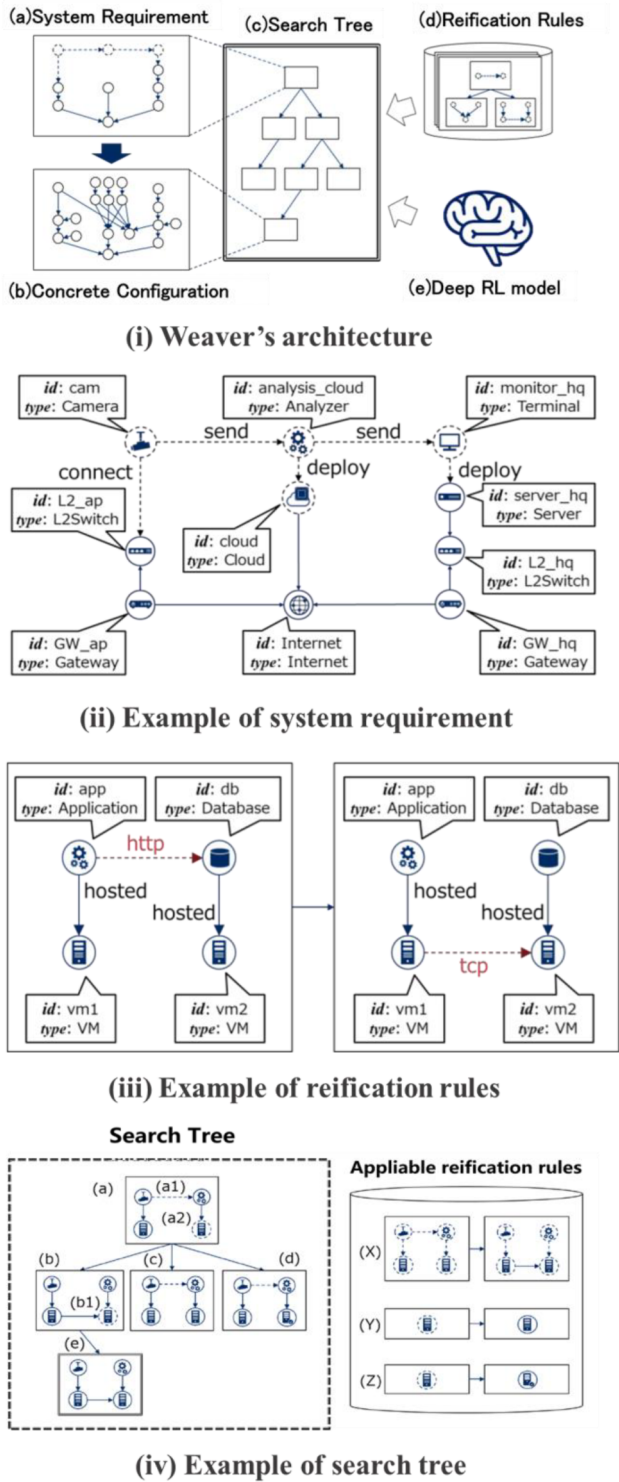 (a)System Requirement
(c)Search Tree
(d)Reification Rules
(b)Concrete Configuration
(e)Deep RL model
(i) Weaver's architecture
id: cam
type: Camera
id: analysis_cloud
type: Analyzer
id: monitor_hq
type: Terminal
send
send
connect
deploy
deploy
id: L2_ap
type: L2Switch
id: cloud
type: Cloud
id: server_hq
type: Server
id: L2_hq
type: L2Switch
id: GW_ap
type: Gateway
id: Internet
type: Internet
id: GW_hq
type: Gateway
(ii) Example of system requirement
id: app
type: Application
id: db
type: Database
http
hosted
hosted
id: vm1
type: VM
id: vm2
type: VM
id: app
type: Application
id: db
type: Database
hosted
hosted
tcp
id: vm1
type: VM
id: vm2
type: VM
(iii) Example of reification rules
Search Tree
(a)
(a1)
(a2)
(b)
(b1)
(c)
(d)
(e)
Appliable reification rules
(X)
(Y)
(Z)
(iv) Example of search tree